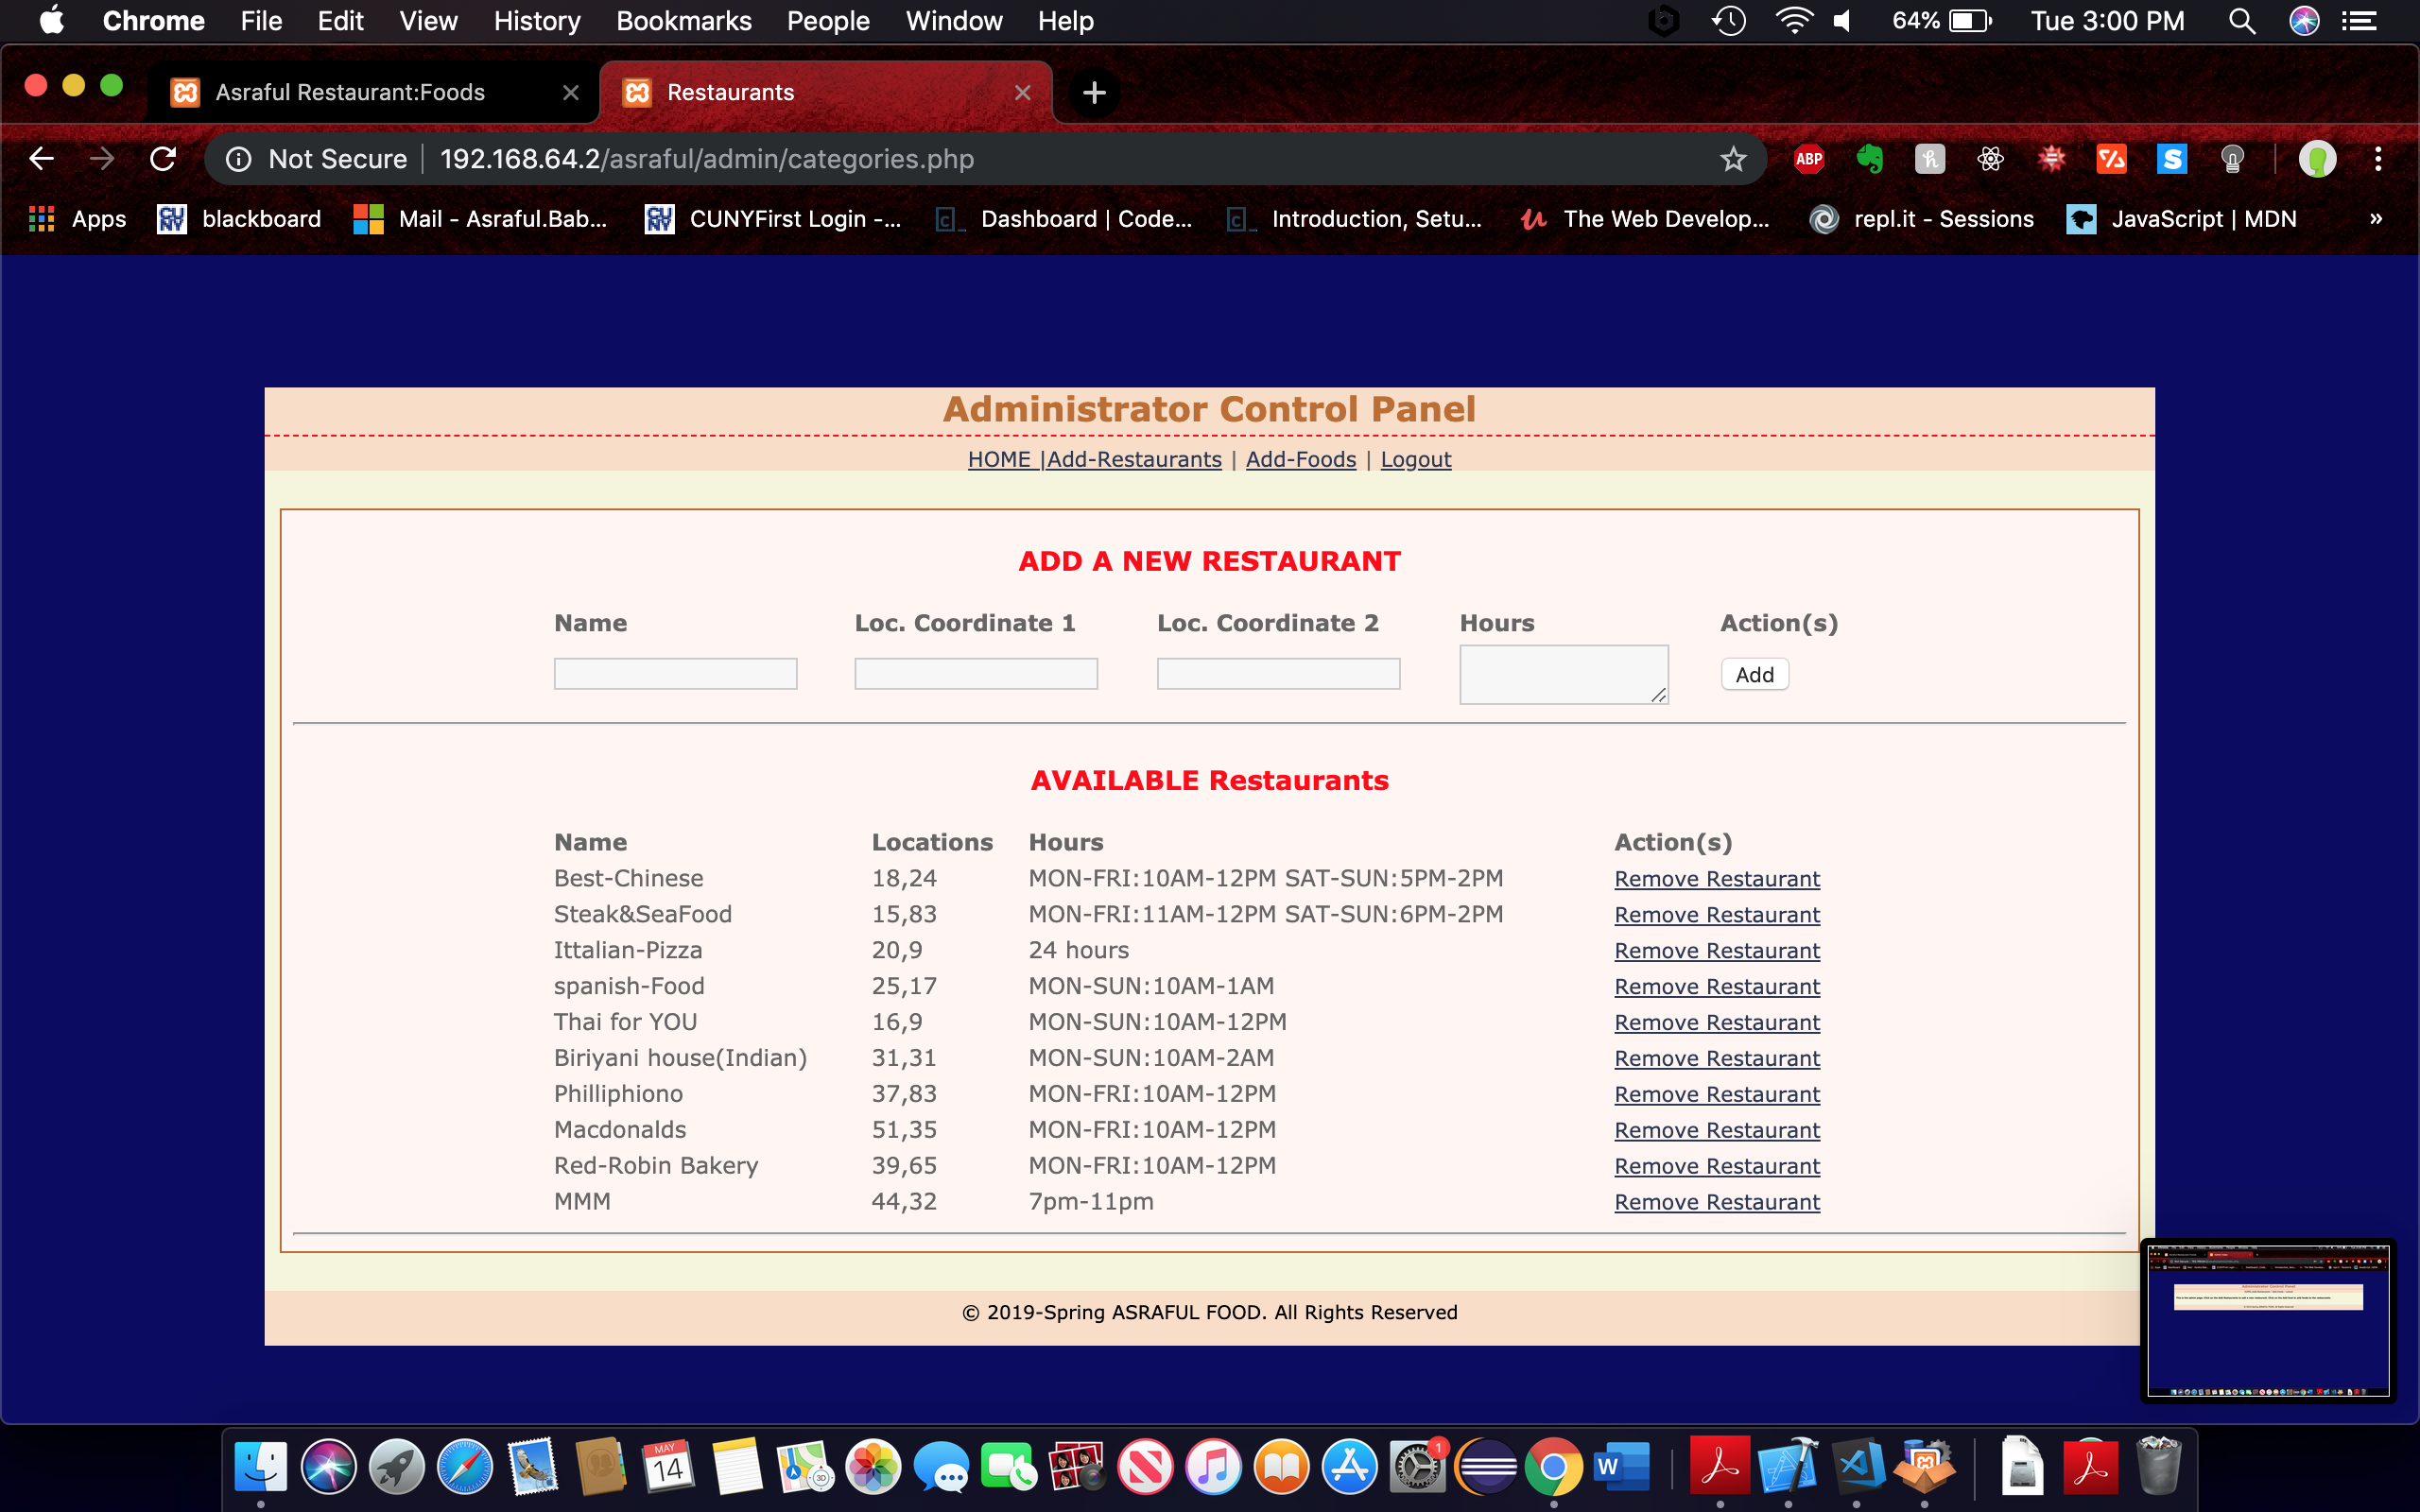 Chrome File Edit View History Bookmarks People Window Help 64% Tue 3:00 PM
Asraful Restaurant:Foods Restaurants
Not Secure 192.168.64.2/asraful/admin/categories.php ABP
Apps blackboard Mail - Asraful.Bab... CUNYFirst Login -... Dashboard | Code... Introduction, Setu... The Web Develop... repl.it - Sessions JavaScript | MDN »
Administrator Control Panel
HOME |Add-Restaurants | Add-Foods | Logout
ADD A NEW RESTAURANT
Name Loc. Coordinate 1 Loc. Coordinate 2 Hours Action(s)
Add
AVAILABLE Restaurants
Name Locations Hours Action(s)
Best-Chinese 18,24 MON-FRI:10AM-12PM SAT-SUN:5PM-2PM Remove Restaurant
Steak&SeaFood 15,83 MON-FRI:11AM-12PM SAT-SUN:6PM-2PM Remove Restaurant
Ittalian-Pizza 20,9 24 hours Remove Restaurant
spanish-Food 25,17 MON-SUN:10AM-1AM Remove Restaurant
Thai for YOU 16,9 MON-SUN:10AM-12PM Remove Restaurant
Biriyani house(Indian) 31,31 MON-SUN:10AM-2AM Remove Restaurant
Philliphiono 37,83 MON-FRI:10AM-12PM Remove Restaurant
Macdonalds 51,35 MON-FRI:10AM-12PM Remove Restaurant
Red-Robin Bakery 39,65 MON-FRI:10AM-12PM Remove Restaurant
MMM 44,32 7pm-11pm Remove Restaurant
© 2019-Spring ASRAFUL FOOD. All Rights Reserved
MAY
14 3D 1 W